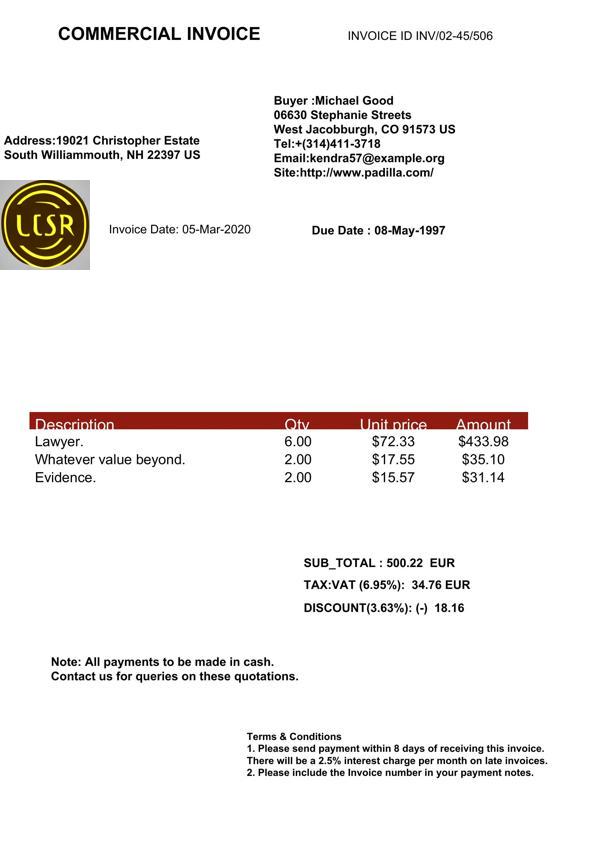 COMMERCIAL INVOICE
INVOICE ID INV/02-45/506
Buyer :Michael Good
06630 Stephanie Streets
West Jacobburgh, CO 91573 US
Tel:+(314)411-3718
Email:kendra57@example.org
Site:http://www.padilla.com/
Address:19021 Christopher Estate
South Williammouth, NH 22397 US
LCSR
Invoice Date: 05-Mar-2020
Due Date : 08-May-1997
Description Qty Unit price Amount
Lawyer. 6.00 $72.33 $433.98
Whatever value beyond. 2.00 $17.55 $35.10
Evidence. 2.00 $15.57 $31.14
SUB_TOTAL : 500.22 EUR
TAX:VAT (6.95%): 34.76 EUR
DISCOUNT(3.63%): (-) 18.16
Note: All payments to be made in cash.
Contact us for queries on these quotations.
Terms & Conditions
1. Please send payment within 8 days of receiving this invoice.
There will be a 2.5% interest charge per month on late invoices.
2. Please include the Invoice number in your payment notes.